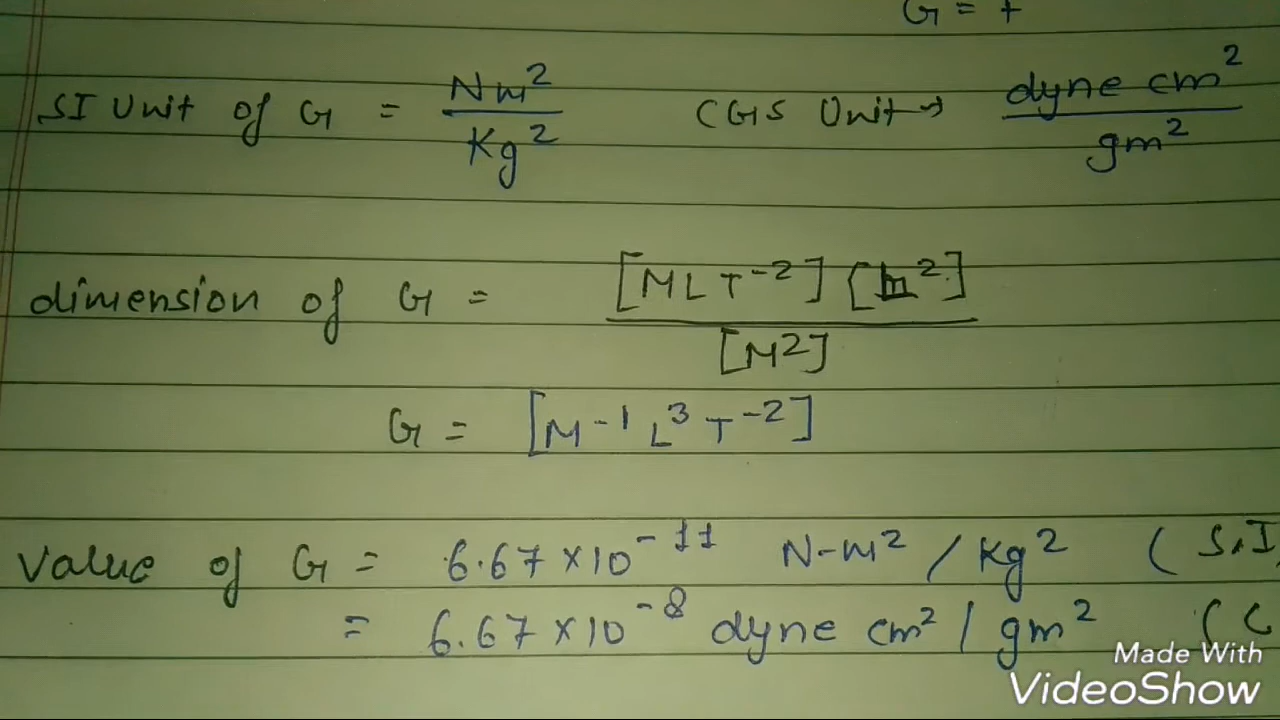 G =
SI Unit of G = Nm²/Kg² CGS Unit → dyne cm²/gm²
dimension of G = [MLT⁻²] [L²]/[M²]
G = [M⁻¹ L³ T⁻²]
Value of G = 6.67 × 10⁻¹¹ N-m² / Kg² ( S.I
= 6.67 × 10⁻⁸ dyne cm² / gm² ( C
Made With
VideoShow